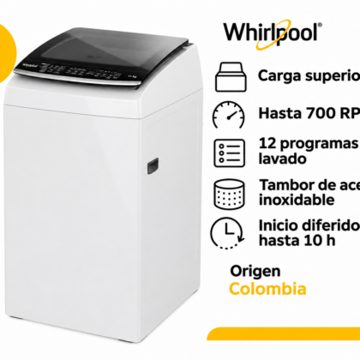 Whirlpool
Carga superio
Hasta 700 RP
12 programas
lavado
Tambor de ace
inoxidable
Inicio diferido
hasta 10 h
Origen
Colombia
Whirlpool